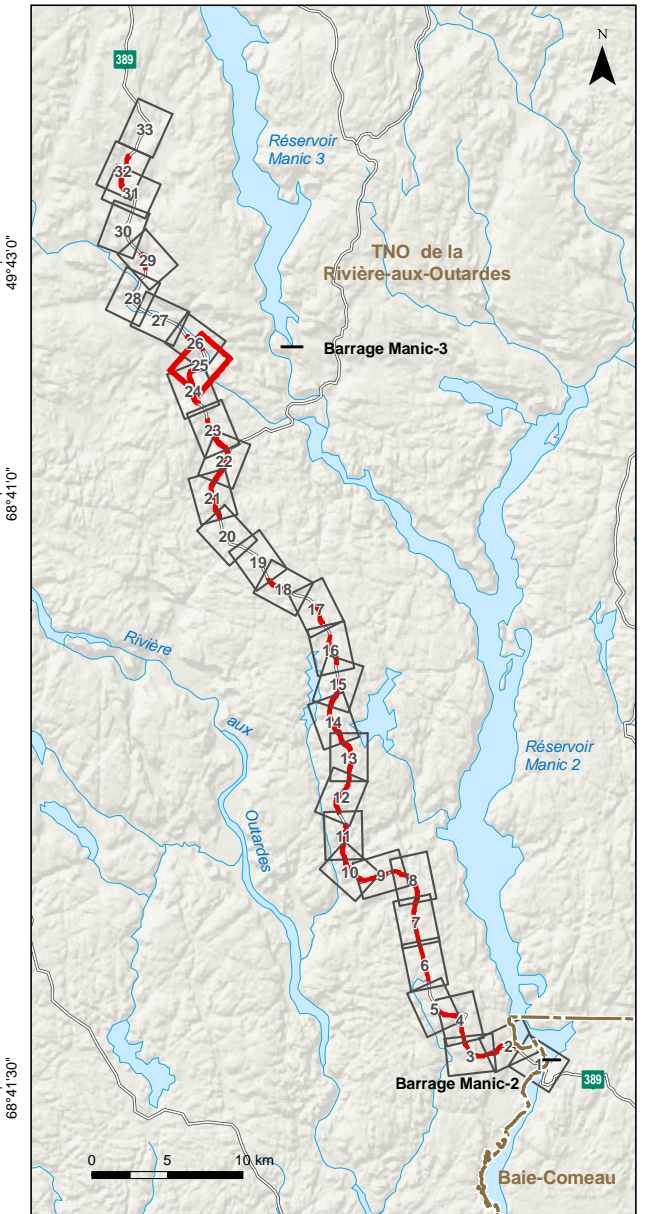 N
389
33
Réservoir
Manic 3
32
31
30
TNO de la
Rivière-aux-Outardes
49°43'0"
29
28
27
26
Barrage Manic-3
25
24
23
22
68°41'0"
21
20
19
18
17
16
Rivière
15
14
aux
13
Réservoir
Manic 2
12
Outardes
11
10
9
8
7
6
5
4
3
2
1
Barrage Manic-2
389
68°41'30"
0 5 10 km
Baie-Comeau